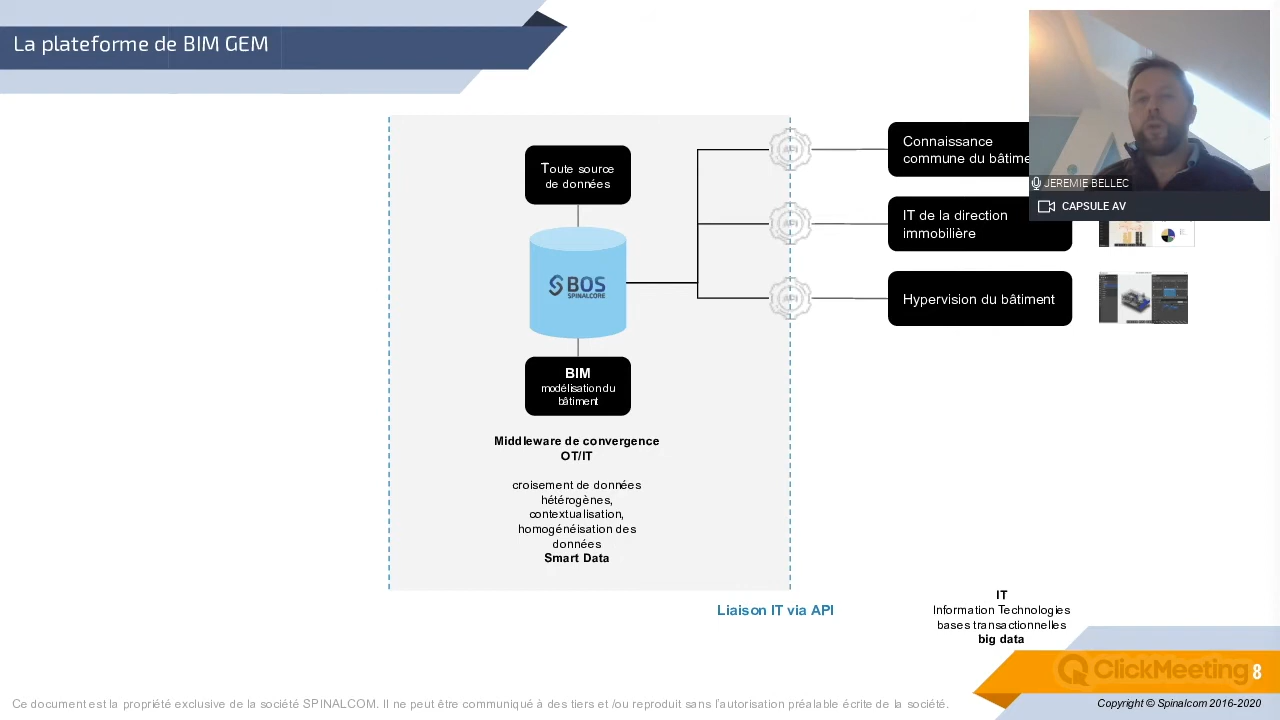 La plateforme de BIM GEM
Toute source
de données
BOS
SPINALCORE
BIM
modélisation du
bâtiment
Middleware de convergence
OT/IT
croisement de données
hétérogènes,
contextualisation,
homogénéisation des
données
Smart Data
Connaissance
commune du bâtime
IT de la direction
immobilière
Hypervision du bâtiment
JEREMIE BELLEC
CAPSULE AV
Liaison IT via API
IT
Information Technologies
bases transactionnelles
big data
ClickMeeting
8
Ce document est la propriété exclusive de la société SPINALCOM. Il ne peut être communiqué à des tiers et /ou reproduit sans l'autorisation préalable écrite de la société.
Copyright © Spinalcom 2016-2020